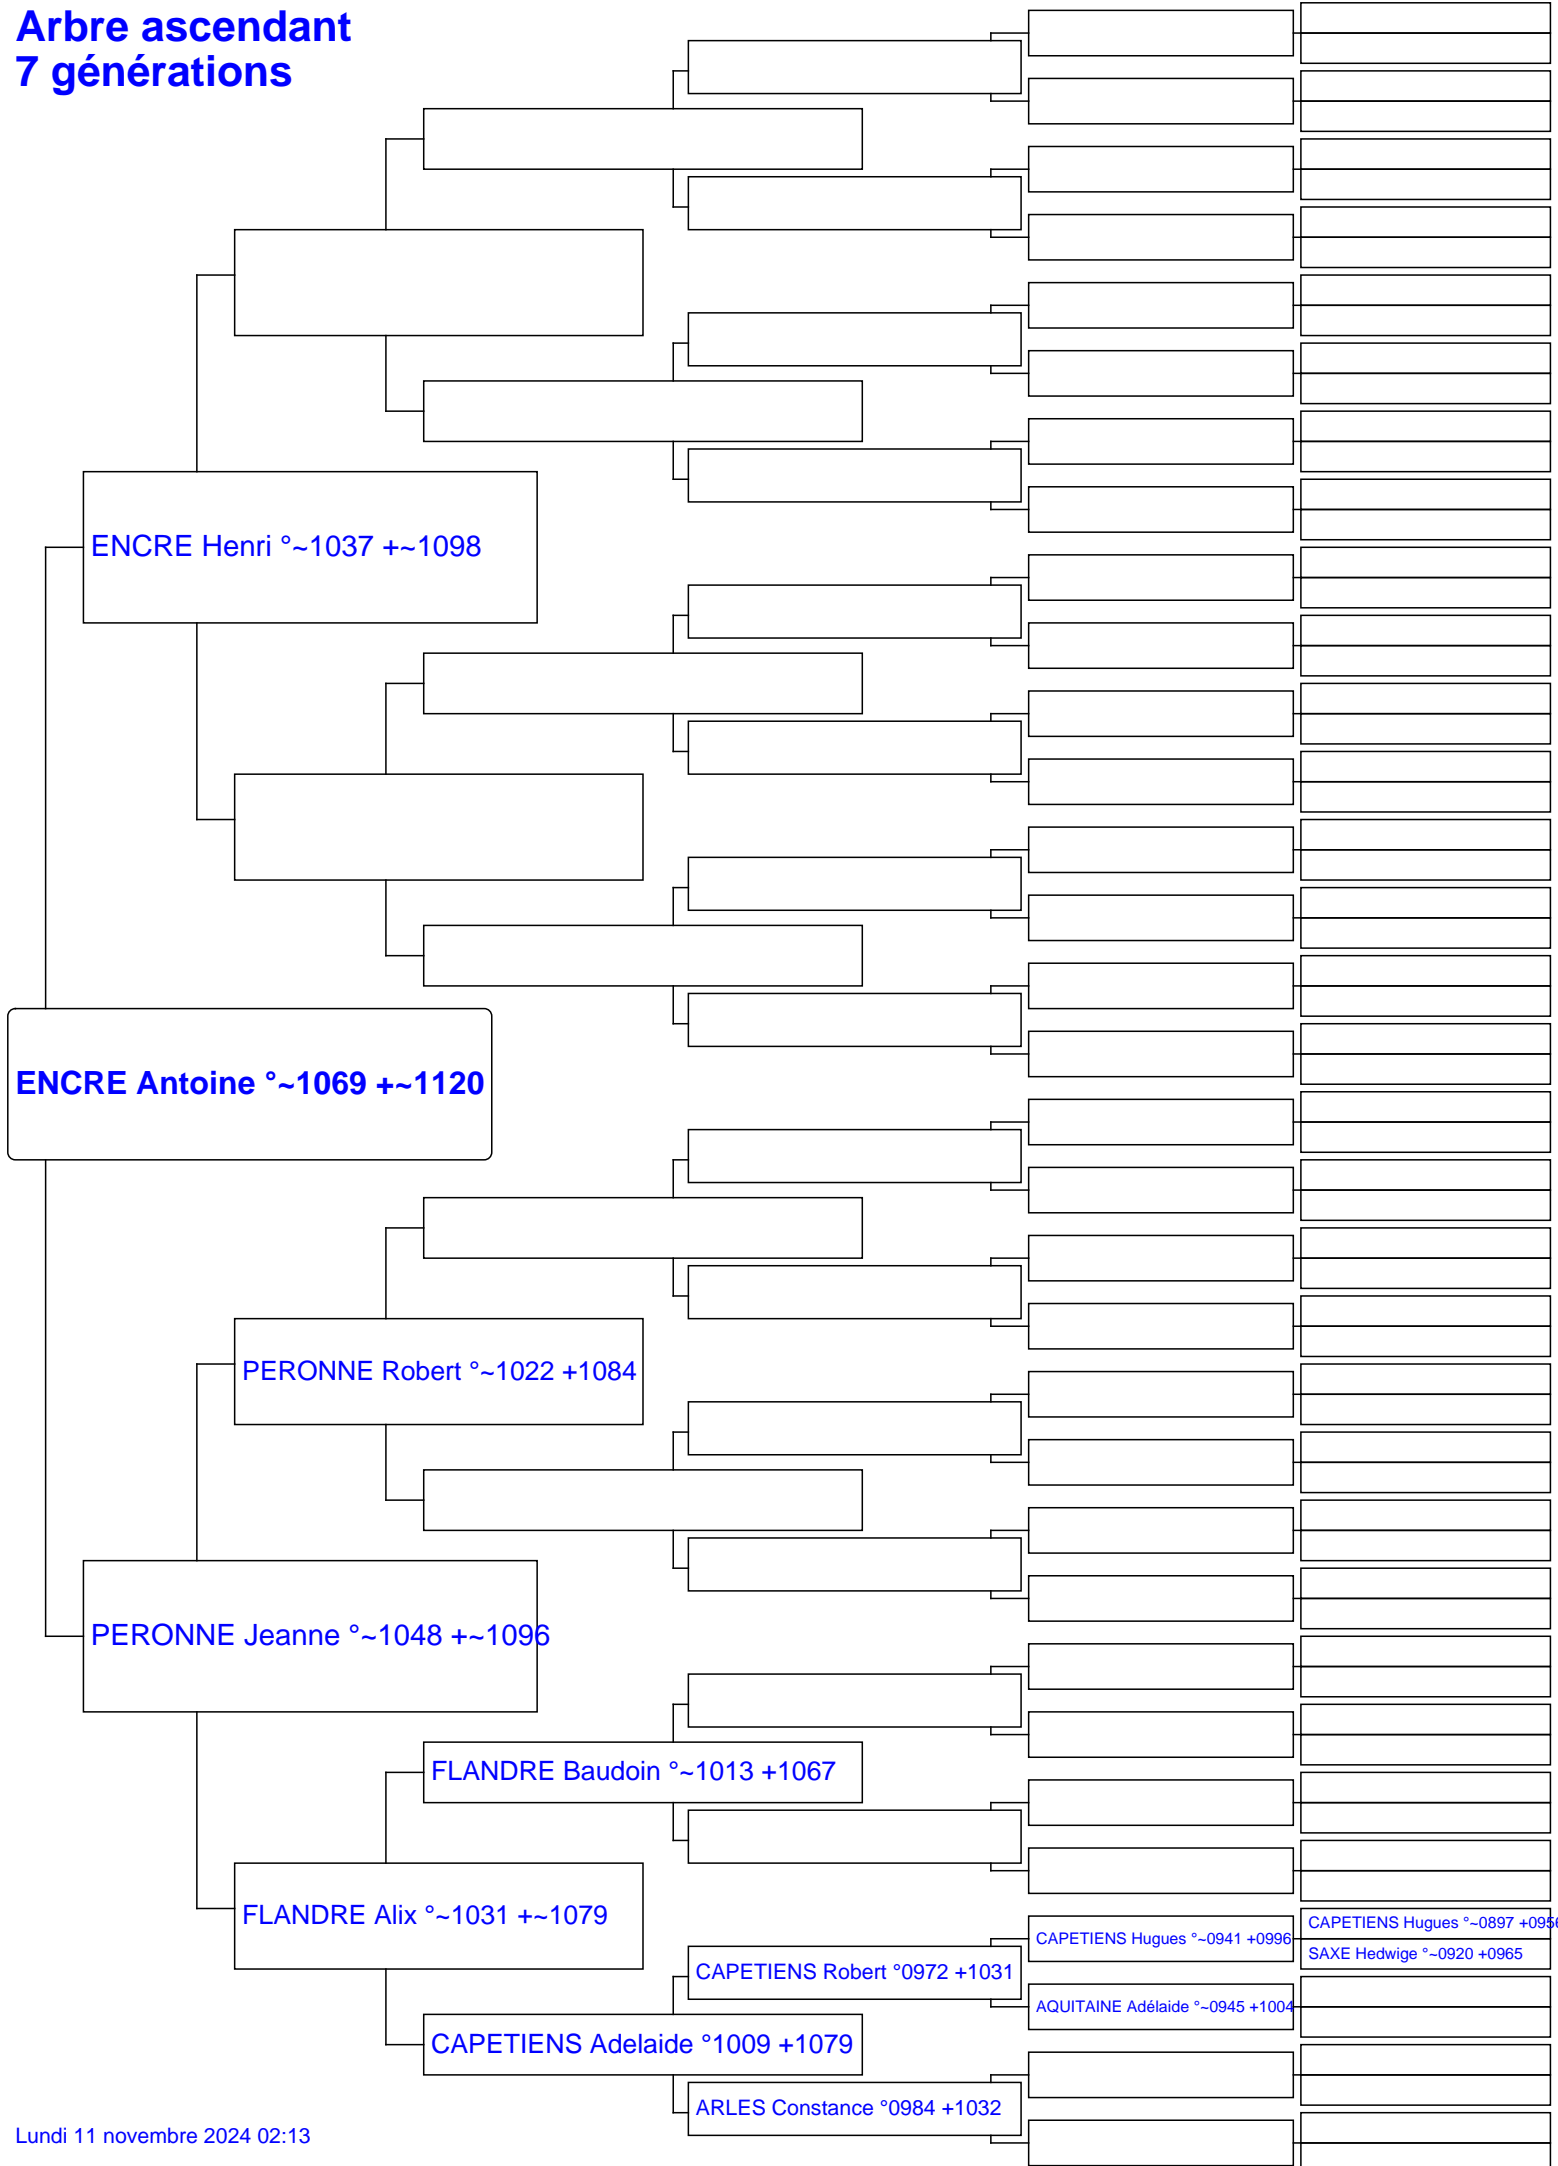 Arbre ascendant
7 générations
ENCRE Henri °~1037 +~1098
ENCRE Antoine °~1069 +~1120
PERONNE Robert °~1022 +1084
PERONNE Jeanne °~1048 +~1096
FLANDRE Baudoin °~1013 +1067
FLANDRE Alix °~1031 +~1079
CAPETIENS Hugues °~0897 +0956
CAPETIENS Hugues °~0941 +0996
SAXE Hedwige °~0920 +0965
CAPETIENS Robert °0972 +1031
AQUITAINE Adélaide °~0945 +1004
CAPETIENS Adelaide °1009 +1079
ARLES Constance °0984 +1032
Lundi 11 novembre 2024 02:13